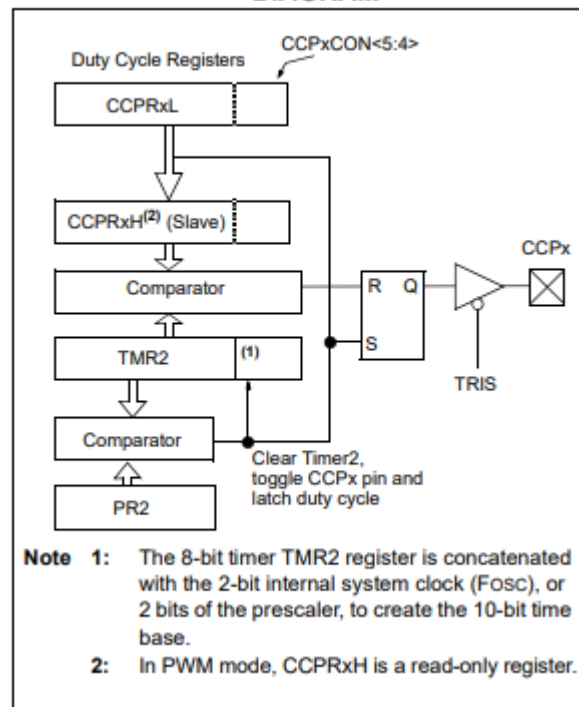 CCPxCON<5:4>
Duty Cycle Registers
CCPRxL
CCPRxH(2) (Slave)
CCPx
Comparator
R Q
S
TMR2
(1)
TRIS
Comparator
Clear Timer2,
toggle CCPx pin and
latch duty cycle
PR2
Note 1: The 8-bit timer TMR2 register is concatenated
with the 2-bit internal system clock (FOSC), or
2 bits of the prescaler, to create the 10-bit time
base.
2: In PWM mode, CCPRxH is a read-only register.